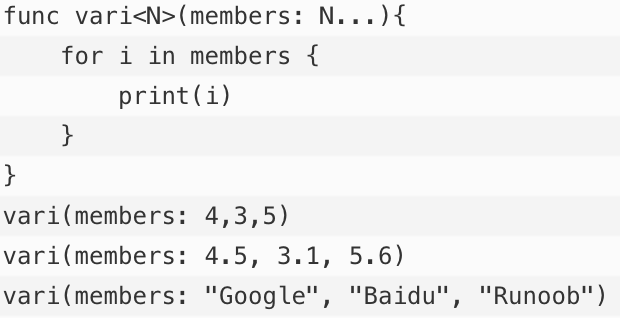 func vari<N>(members: N...){
    for i in members {
        print(i)
    }
}
vari(members: 4,3,5)
vari(members: 4.5, 3.1, 5.6)
vari(members: "Google", "Baidu", "Runoob")